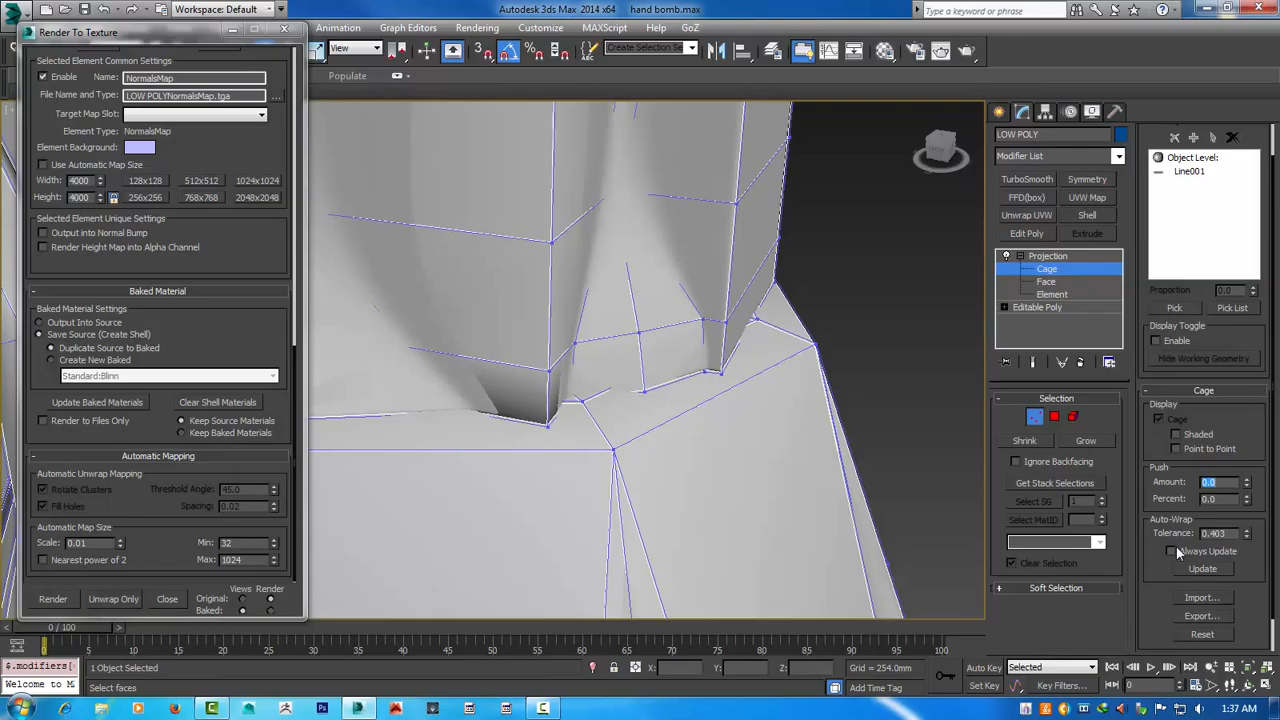 Workspace: Default
Autodesk 3ds Max 2014 x64
hand bomb.max
Type a keyword or phrase
Render To Texture
Animation
Graph Editors
Rendering
Customize
MAXScript
Help
GoZ
View
Create Selection Se
Populate
Selected Element Common Settings
Enable
Name:
NormalsMap
File Name and Type:
LOW POLYNormalsMap.tga
...
Target Map Slot:
Element Type:
NormalsMap
Element Background:
Use Automatic Map Size
Width:
4000
128x128
512x512
1024x1024
Height:
4000
256x256
768x768
2048x2048
Selected Element Unique Settings
Output into Normal Bump
Render Height Map into Alpha Channel
Baked Material
Baked Material Settings
Output Into Source
Save Source (Create Shell)
Duplicate Source to Baked
Create New Baked
Standard:Blinn
Update Baked Materials
Clear Shell Materials
Render to Files Only
Keep Source Materials
Keep Baked Materials
Automatic Mapping
Automatic Unwrap Mapping
Rotate Clusters
Threshold Angle:
45.0
Fill Holes
Spacing:
0.02
Automatic Map Size
Scale:
0.01
Min:
32
Nearest power of 2
Max:
1024
Views
Render
Render
Unwrap Only
Close
Original:
Baked:
LOW POLY
Modifier List
TurboSmooth
Symmetry
FFD(box)
UVW Map
Unwrap UVW
Shell
Edit Poly
Extrude
Projection
Cage
Face
Element
Editable Poly
Selection
Shrink
Grow
Ignore Backfacing
Get Stack Selections
Select SG
1
Select MatID
Clear Selection
Soft Selection
Object Level:
Line001
Proportion
0.0
Pick
Pick List
Display Toggle
Enable
Hide Working Geometry
Cage
Display
Cage
Shaded
Point to Point
Push
Amount:
0.0
Percent:
0.0
Auto-Wrap
Tolerance:
0.403
Always Update
Update
Import...
Export...
Reset
0 / 100
0 5 10 15 20 25 30 35 40 45 50 55 60 65 70 75 80 85 90 95 100
$.modifiers[
Welcome to M
1 Object Selected
Select faces
X:
Y:
Z:
Grid = 254.0mm
Add Time Tag
Auto Key
Selected
Set Key
Key Filters...
0
1:37 AM